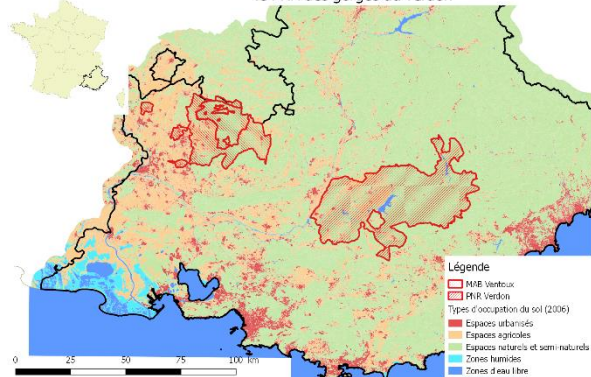 Légende
MAB Ventoux
PNR Verdon
Types d'occupation du sol (2006)
Espaces urbanisés
Espaces agricoles
Espaces naturels et semi-naturels
Zones humides
Zones d'eau libre
0 25 50 75 100 km